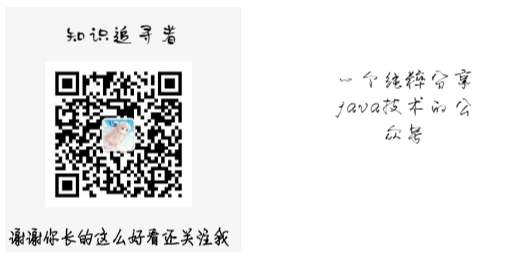 知识追寻者
谢谢你长的这么好看还关注我
一个纯粹分享
java技术的公
众号